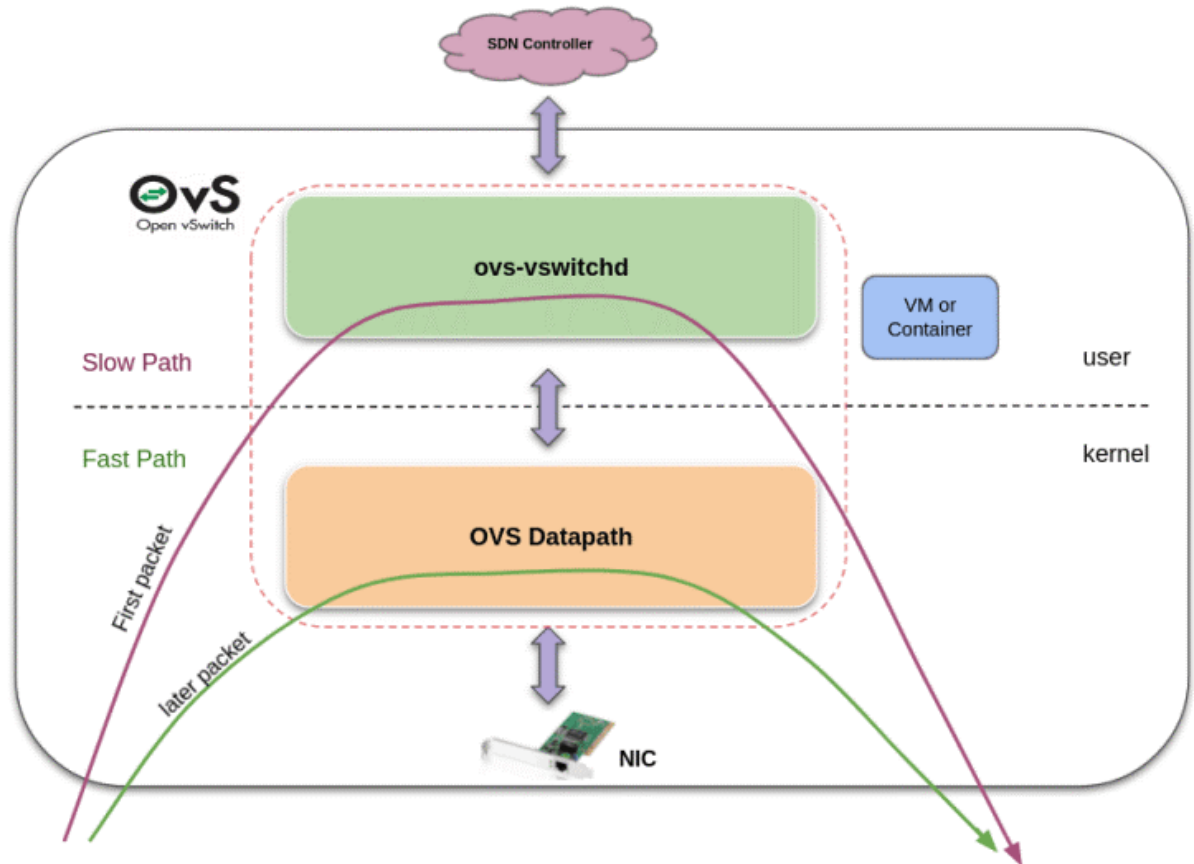 SDN Controller
OvS
Open vSwitch
ovs-vswitchd
VM or
Container
Slow Path
user
Fast Path
kernel
OVS Datapath
First packet
later packet
NIC